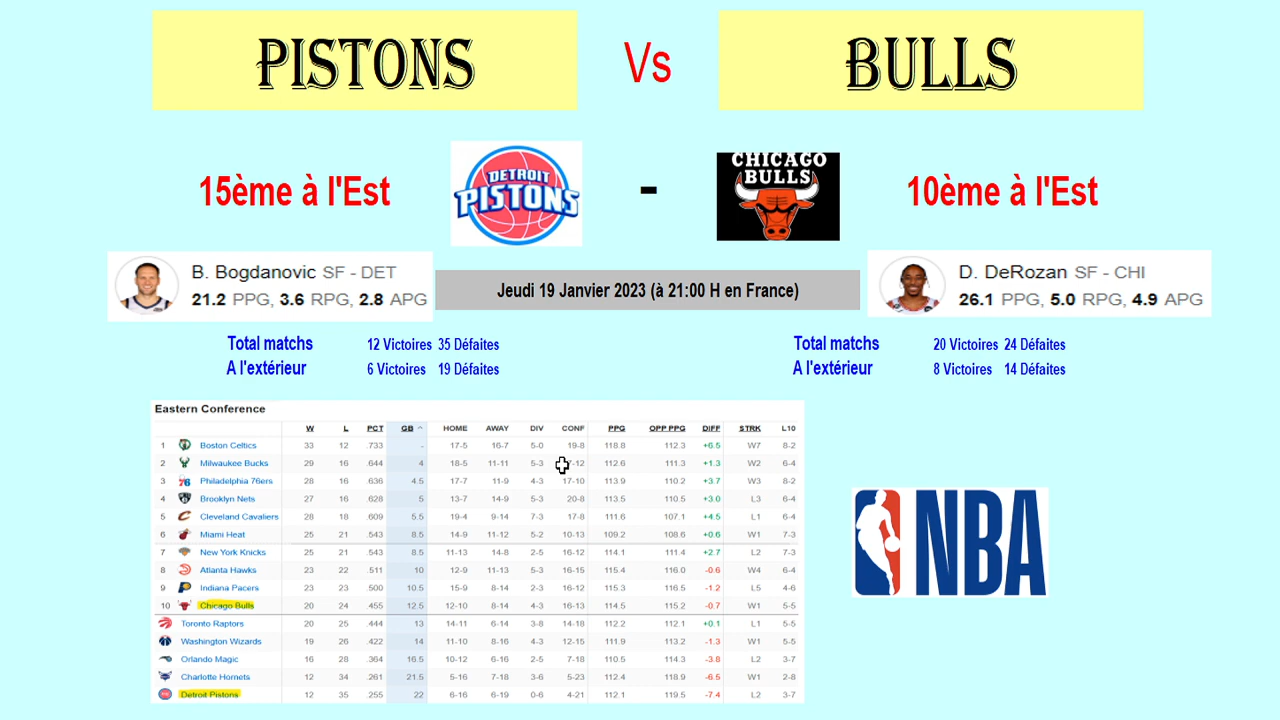 PISTONS Vs BULLS
15ème à l'Est DETROIT PISTONS - CHICAGO BULLS 10ème à l'Est
B. Bogdanovic SF - DET
21.2 PPG, 3.6 RPG, 2.8 APG
Jeudi 19 Janvier 2023 (à 21:00 H en France)
D. DeRozan SF - CHI
26.1 PPG, 5.0 RPG, 4.9 APG
Total matchs 12 Victoires 35 Défaites
A l'extérieur 6 Victoires 19 Défaites
Total matchs 20 Victoires 24 Défaites
A l'extérieur 8 Victoires 14 Défaites
Eastern Conference
W L PCT GB HOME AWAY DIV CONF PPG OPP PPG DIFF STRK L10
1 Boston Celtics 33 12 .733 - 17-5 16-7 5-0 19-8 118.8 112.3 +6.5 W7 8-2
2 Milwaukee Bucks 29 16 .644 4 18-5 11-11 5-3 -12 112.6 111.3 +1.3 W2 6-4
3 Philadelphia 76ers 28 16 .636 4.5 17-7 11-9 4-3 17-10 113.9 110.2 +3.7 W3 8-2
4 Brooklyn Nets 27 16 .628 5 13-7 14-9 5-3 20-8 113.5 110.5 +3.0 L3 6-4
5 Cleveland Cavaliers 28 18 .609 5.5 19-4 9-14 7-3 17-8 111.6 107.1 +4.5 L1 6-4
6 Miami Heat 25 21 .543 8.5 14-9 11-12 5-2 10-13 109.2 108.6 +0.6 W1 7-3
7 New York Knicks 25 21 .543 8.5 11-13 14-8 2-5 16-12 114.1 111.4 +2.7 L2 7-3
8 Atlanta Hawks 23 22 .511 10 12-9 11-13 5-3 16-15 115.4 116.0 -0.6 W4 6-4
9 Indiana Pacers 23 23 .500 10.5 15-9 8-14 2-3 16-12 115.3 116.5 -1.2 L5 4-6
10 Chicago Bulls 20 24 .455 12.5 12-10 8-14 4-3 16-13 114.5 115.2 -0.7 W1 5-5
Toronto Raptors 20 25 .444 13 14-11 6-14 3-8 14-18 112.2 112.1 +0.1 L1 5-5
Washington Wizards 19 26 .422 14 11-10 8-16 4-3 12-15 111.9 113.2 -1.3 W1 5-5
Orlando Magic 16 28 .364 16.5 10-12 6-16 2-5 7-18 110.5 114.3 -3.8 L2 3-7
Charlotte Hornets 12 34 .261 21.5 5-16 7-18 3-6 5-23 112.4 118.9 -6.5 W1 2-8
Detroit Pistons 12 35 .255 22 6-16 6-19 0-6 4-21 112.1 119.5 -7.4 L2 3-7
NBA